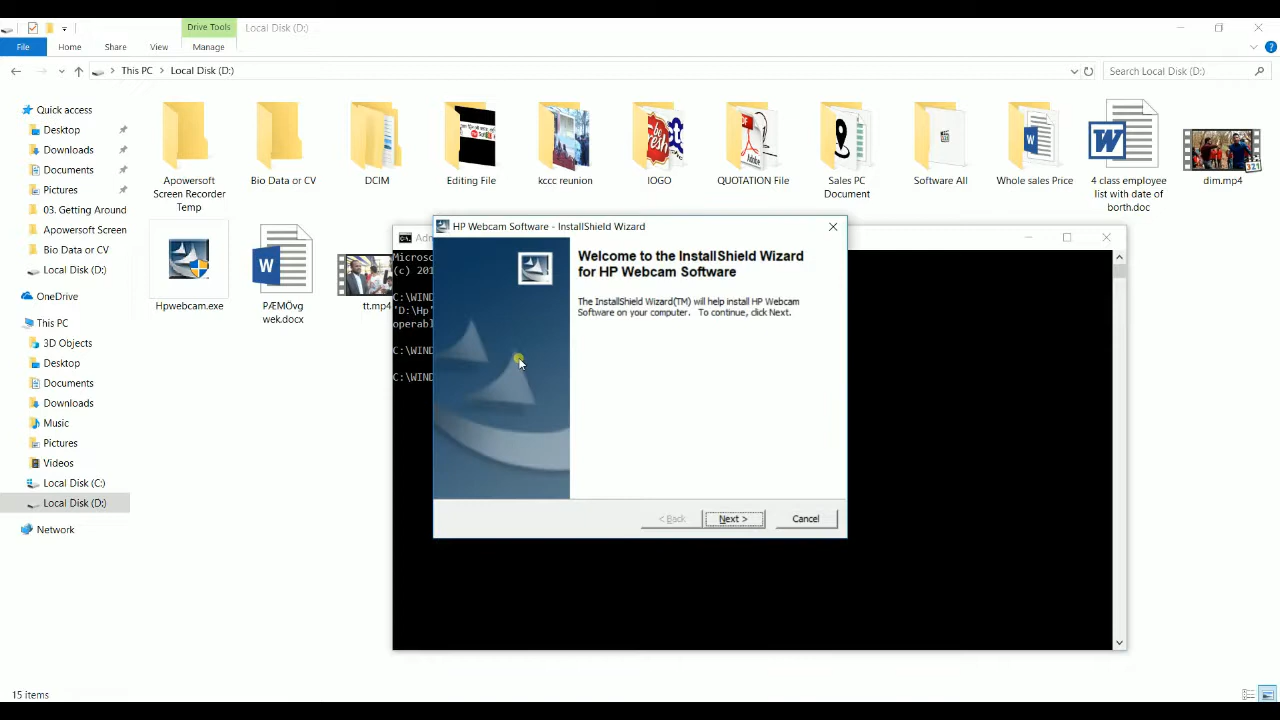 Drive Tools
Local Disk (D:)
File
Home
Share
View
Manage
This PC
Local Disk (D:)
Search Local Disk (D:)
Quick access
Desktop
Downloads
Documents
Pictures
03. Getting Around
Apowersoft Screen
Bio Data or CV
Local Disk (D:)
OneDrive
This PC
3D Objects
Desktop
Documents
Downloads
Music
Pictures
Videos
Local Disk (C:)
Local Disk (D:)
Network
Apowersoft
Screen Recorder
Temp
Bio Data or CV
DCIM
Editing File
kccc reunion
lOGO
QUOTATION File
Sales PC
Document
Software All
Whole sales Price
4 class employee
list with date of
borth.doc
dim.mp4
Hpwebcam.exe
PÆMÖvg
wek.docx
tt.mp4
Adm
Microso
(c) 201
C:\WIND
'D:\Hp'
operabl
C:\WIND
C:\WIND
HP Webcam Software - InstallShield Wizard
Welcome to the InstallShield Wizard
for HP Webcam Software
The InstallShield Wizard(TM) will help install HP Webcam
Software on your computer. To continue, click Next.
< Back
Next >
Cancel
15 items